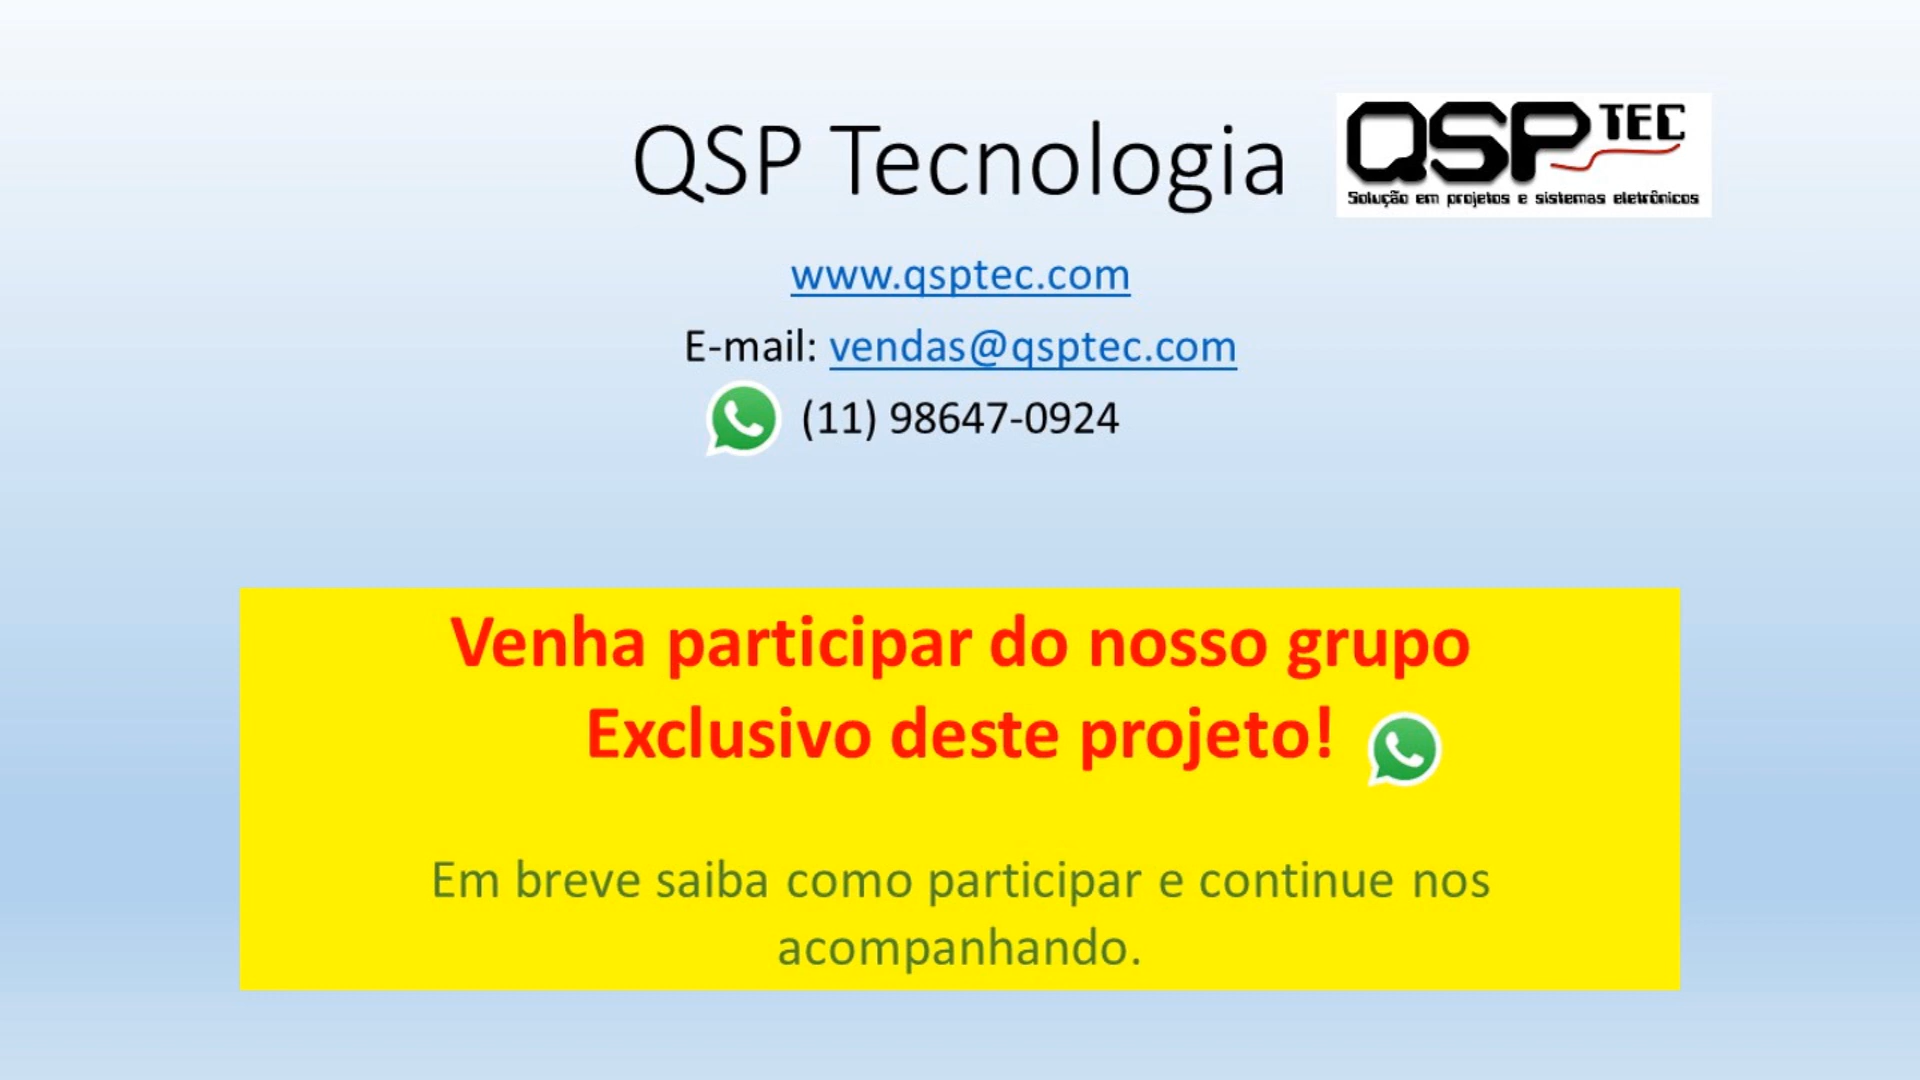 QSP Tecnologia
QSP TEC
Solução em projetos e sistemas eletrônicos
www.qsptec.com
E-mail: vendas@qsptec.com
(11) 98647-0924
Venha participar do nosso grupo
Exclusivo deste projeto!
Em breve saiba como participar e continue nos
acompanhando.